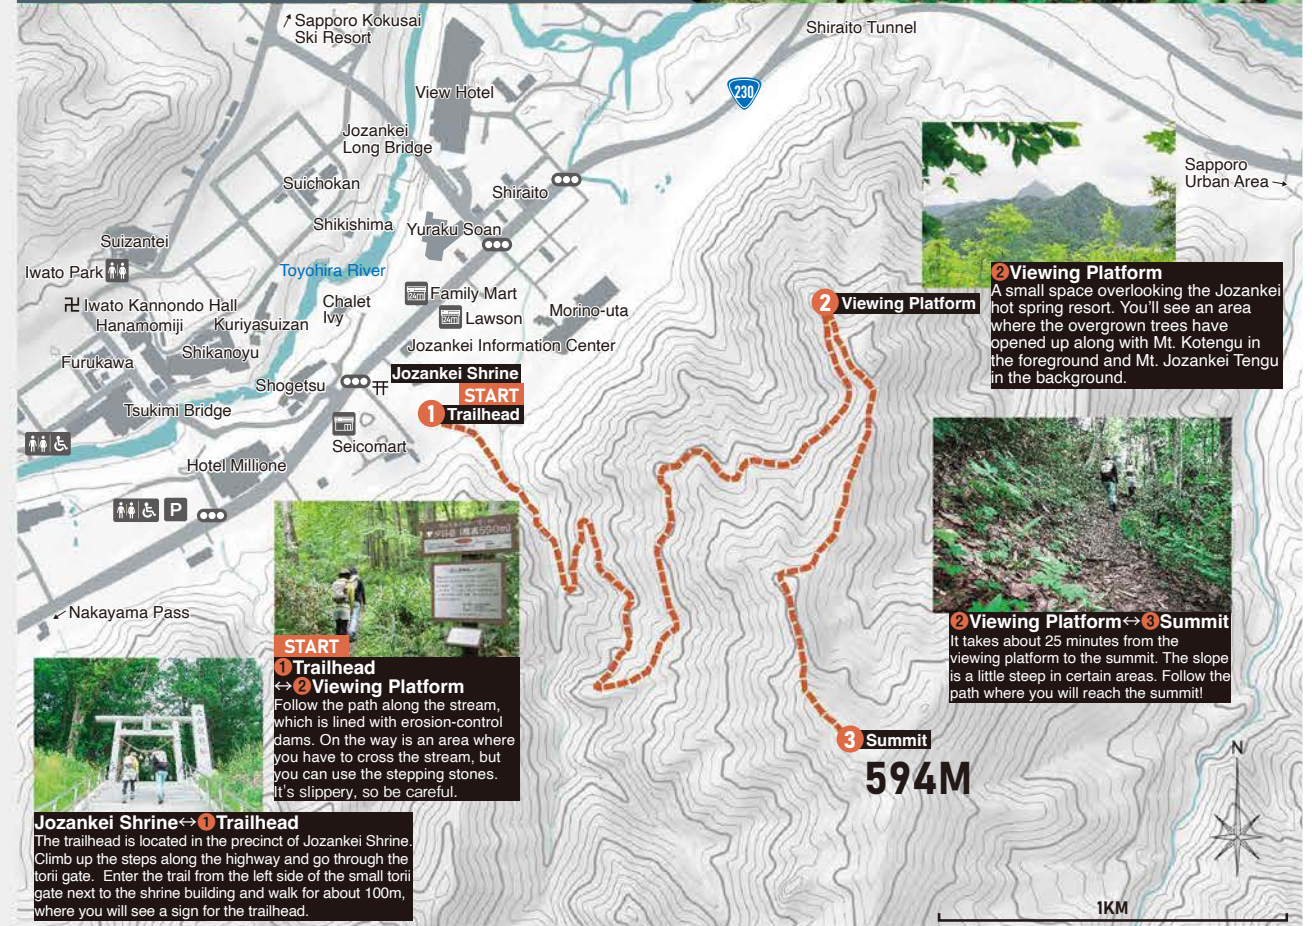 Sapporo Kokusai
Ski Resort
Shiraito Tunnel
230
View Hotel
Jozankei
Long Bridge
Sapporo
Urban Area
Suichokan
Shiraito
Shikishima
Yuraku Soan
Suizantei
Iwato Park
Toyohira River
卍 Iwato Kannondo Hall
Hanamomiji
Kuriyasuizan
Chalet
Ivy
24m
Family Mart
24m
Lawson
Morino-uta
Jozankei Information Center
Furukawa
Shikanoyu
Shogetsu
Jozankei Shrine
START
1 Trailhead
Tsukimi Bridge
Seicomart
Hotel Millione
P
Nakayama Pass
2 Viewing Platform
2 Viewing Platform
A small space overlooking the Jozankei
hot spring resort. You'll see an area
where the overgrown trees have
opened up along with Mt. Kotengu in
the foreground and Mt. Jozankei Tengu
in the background.
2 Viewing Platform↔3 Summit
It takes about 25 minutes from the
viewing platform to the summit. The slope
is a little steep in certain areas. Follow the
path where you will reach the summit!
START
1 Trailhead
↔2 Viewing Platform
Follow the path along the stream,
which is lined with erosion-control
dams. On the way is an area where
you have to cross the stream, but
you can use the stepping stones.
It's slippery, so be careful.
Jozankei Shrine↔1 Trailhead
The trailhead is located in the precinct of Jozankei Shrine.
Climb up the steps along the highway and go through the
torii gate. Enter the trail from the left side of the small torii
gate next to the shrine building and walk for about 100m,
where you will see a sign for the trailhead.
3 Summit
594M
N
1KM